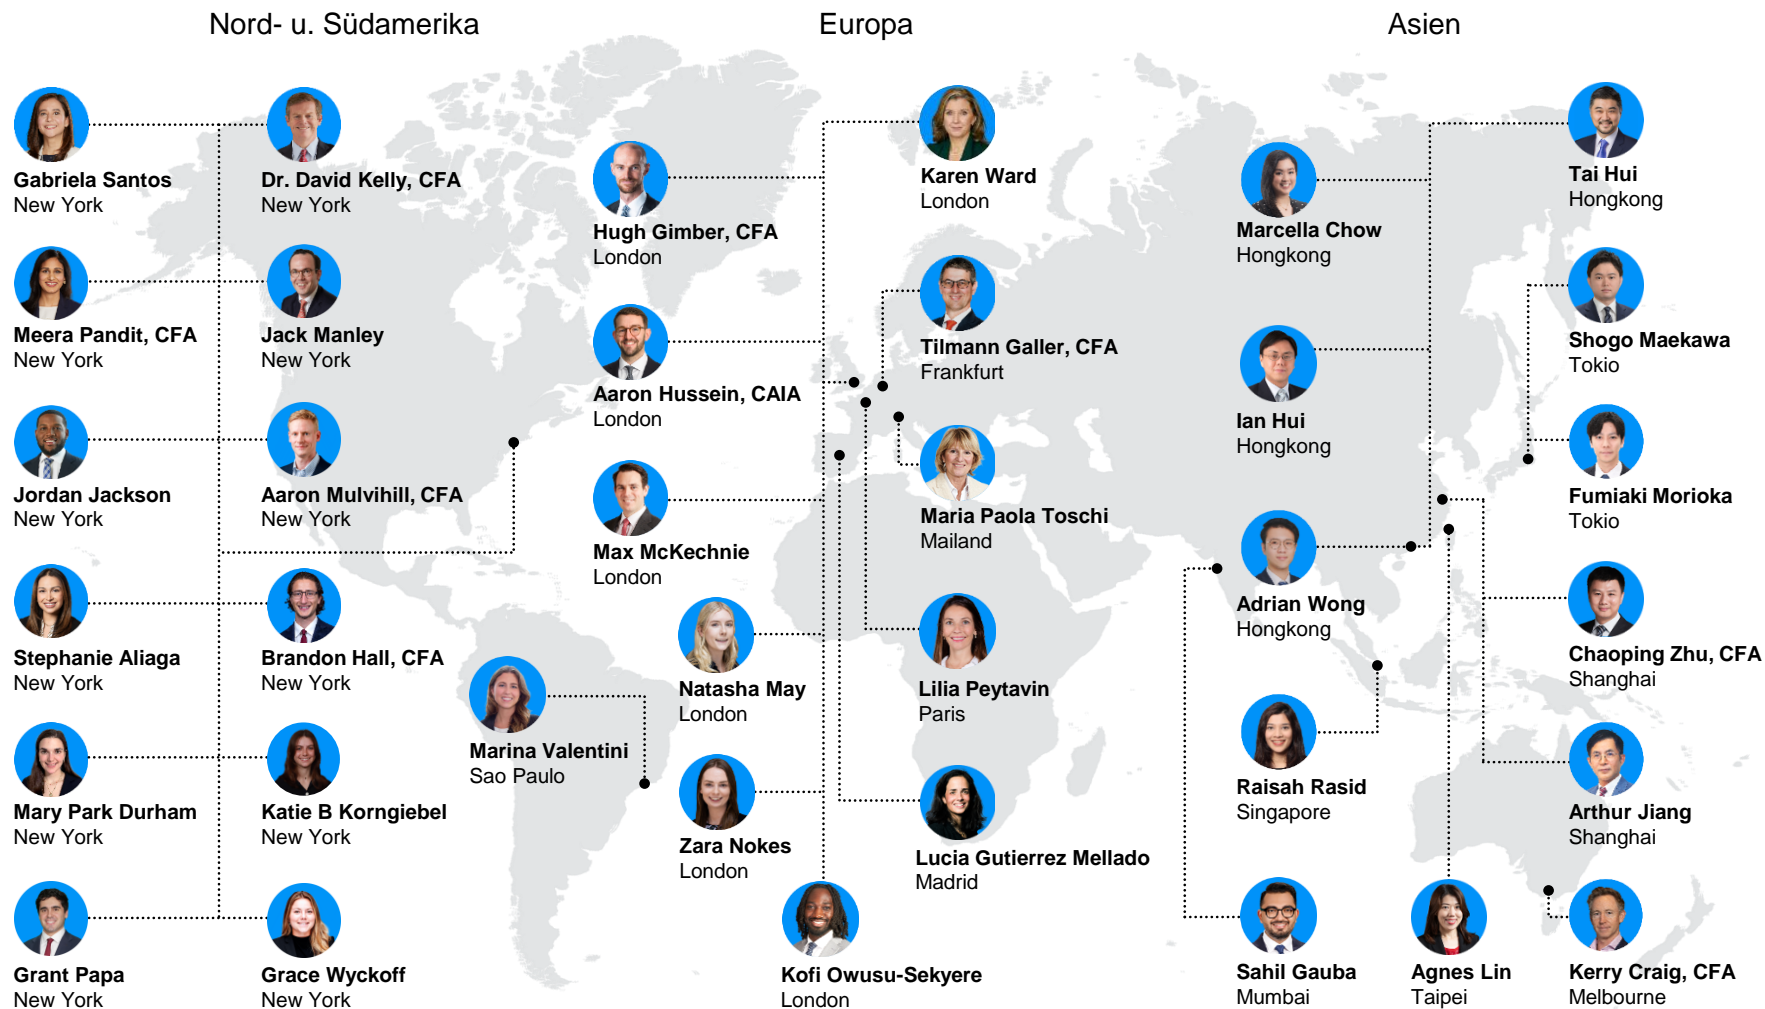 Nord- u. Südamerika
Europa
Asien
Gabriela Santos
New York
Dr. David Kelly, CFA
New York
Meera Pandit, CFA
New York
Jack Manley
New York
Jordan Jackson
New York
Aaron Mulvihill, CFA
New York
Stephanie Aliaga
New York
Brandon Hall, CFA
New York
Mary Park Durham
New York
Katie B Korngiebel
New York
Grant Papa
New York
Grace Wyckoff
New York
Marina Valentini
Sao Paulo
Hugh Gimber, CFA
London
Karen Ward
London
Aaron Hussein, CAIA
London
Tilmann Galler, CFA
Frankfurt
Max McKechnie
London
Maria Paola Toschi
Mailand
Natasha May
London
Lilia Peytavin
Paris
Zara Nokes
London
Lucia Gutierrez Mellado
Madrid
Kofi Owusu-Sekyere
London
Marcella Chow
Hongkong
Tai Hui
Hongkong
Ian Hui
Hongkong
Shogo Maekawa
Tokio
Adrian Wong
Hongkong
Fumiaki Morioka
Tokio
Raisah Rasid
Singapore
Chaoping Zhu, CFA
Shanghai
Arthur Jiang
Shanghai
Sahil Gauba
Mumbai
Agnes Lin
Taipei
Kerry Craig, CFA
Melbourne